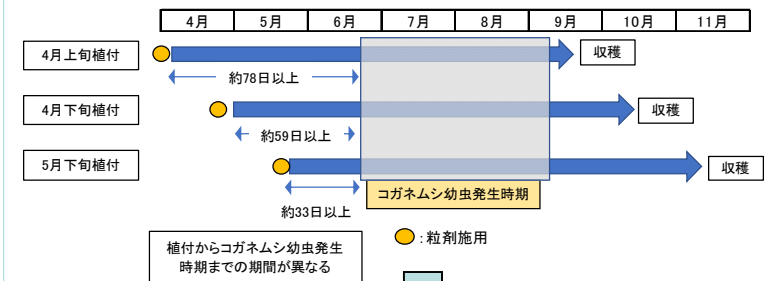 4月 5月 6月 7月 8月 9月 10月 11月
4月上旬植付
収穫
約78日以上
4月下旬植付
収穫
約59日以上
5月下旬植付
収穫
コガネムシ幼虫発生時期
約33日以上
植付からコガネムシ幼虫発生
時期までの期間が異なる
：粒剤施用